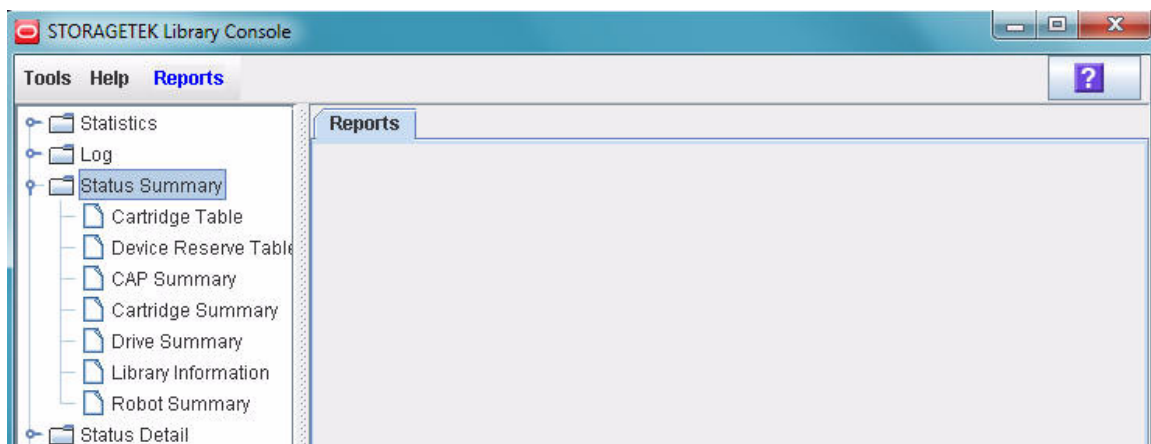 STORAGETEK Library Console
Tools Help Reports ?
Statistics
Log
Status Summary
Cartridge Table
Device Reserve Table
CAP Summary
Cartridge Summary
Drive Summary
Library Information
Robot Summary
Status Detail
Reports